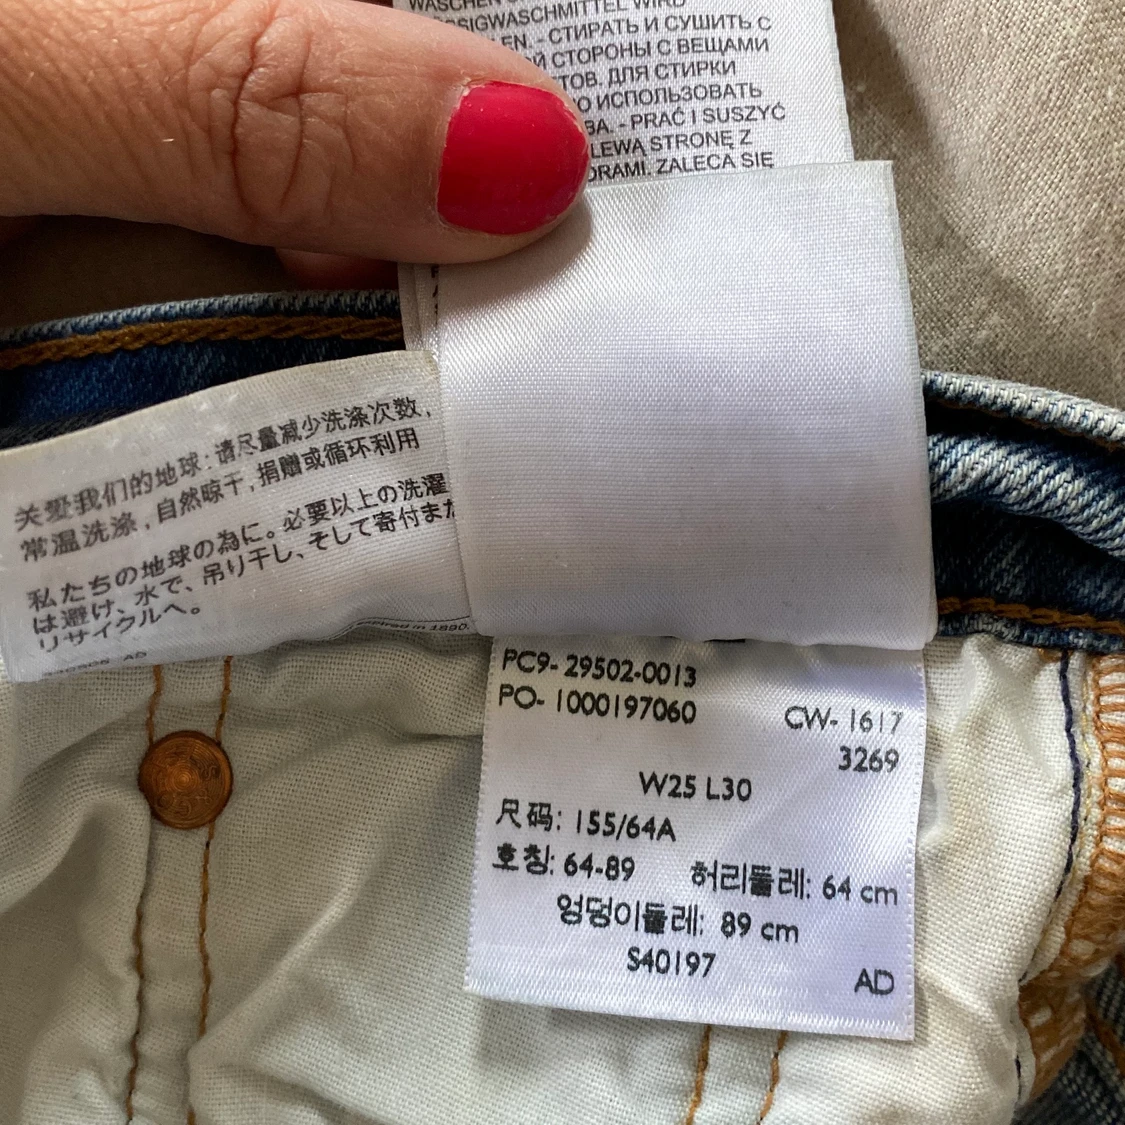 WASCHEN
SSIGWASCHMITTEL WIRD
LEN. - СТИРАТЬ И СУШИТЬ С
Й СТОРОНЫ С ВЕЩАМИ
ТОВ. ДЛЯ СТИРКИ
О ИСПОЛЬЗОВАТЬ
ВА. - PRAĆ I SUSZYĆ
LEWĄ STRONĘ Z
ORAMI. ZALECA SIĘ
关爱我们的地球:请尽量减少洗涤次数,
常温洗涤,自然晾干,捐赠或循环利用
私たちの地球の為に。必要以上の洗濯
は避け、水で、吊り干し、そして寄付また
リサイクルへ。
in 1890.
AD
PC9- 29502-0013
PO- 1000197060
CW- 1617
3269
W25 L30
尺码: 155/64A
호칭: 64-89 허리둘레: 64 cm
엉덩이둘레: 89 cm
S40197
AD